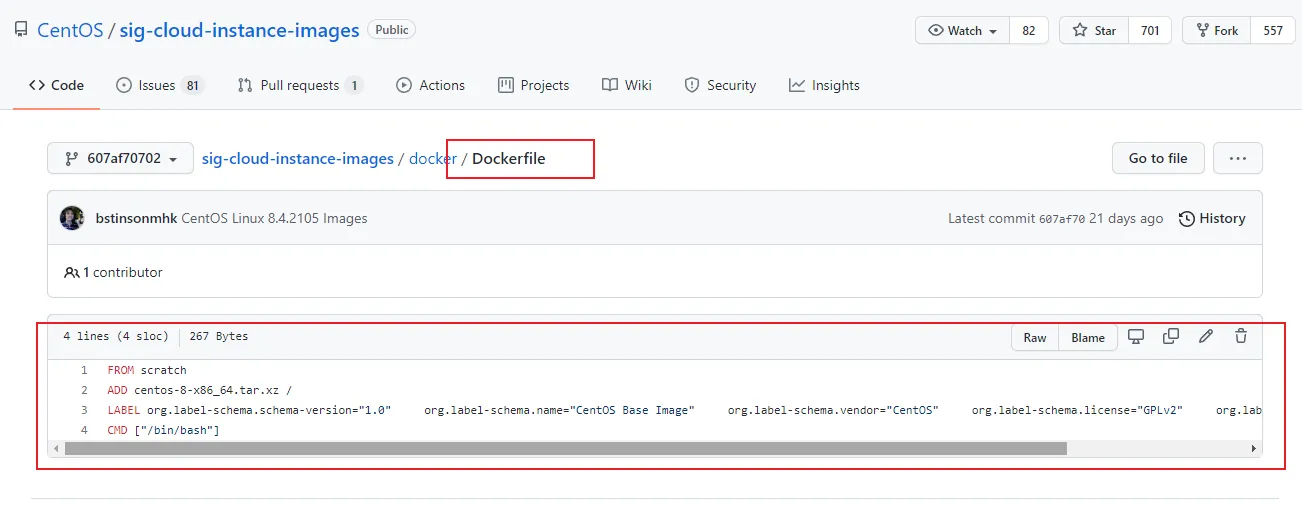 CentOS / sig-cloud-instance-images Public Watch 82 Star 701 Fork 557
Code Issues 81 Pull requests 1 Actions Projects Wiki Security Insights
607af70702 sig-cloud-instance-images / docker / Dockerfile Go to file ...
bstinsonmhk CentOS Linux 8.4.2105 Images Latest commit 607af70 21 days ago History
1 contributor
4 lines (4 sloc) 267 Bytes Raw Blame
1 FROM scratch
2 ADD centos-8-x86_64.tar.xz /
3 LABEL org.label-schema.schema-version="1.0" org.label-schema.name="CentOS Base Image" org.label-schema.vendor="CentOS" org.label-schema.license="GPLv2" org.lab
4 CMD ["/bin/bash"]